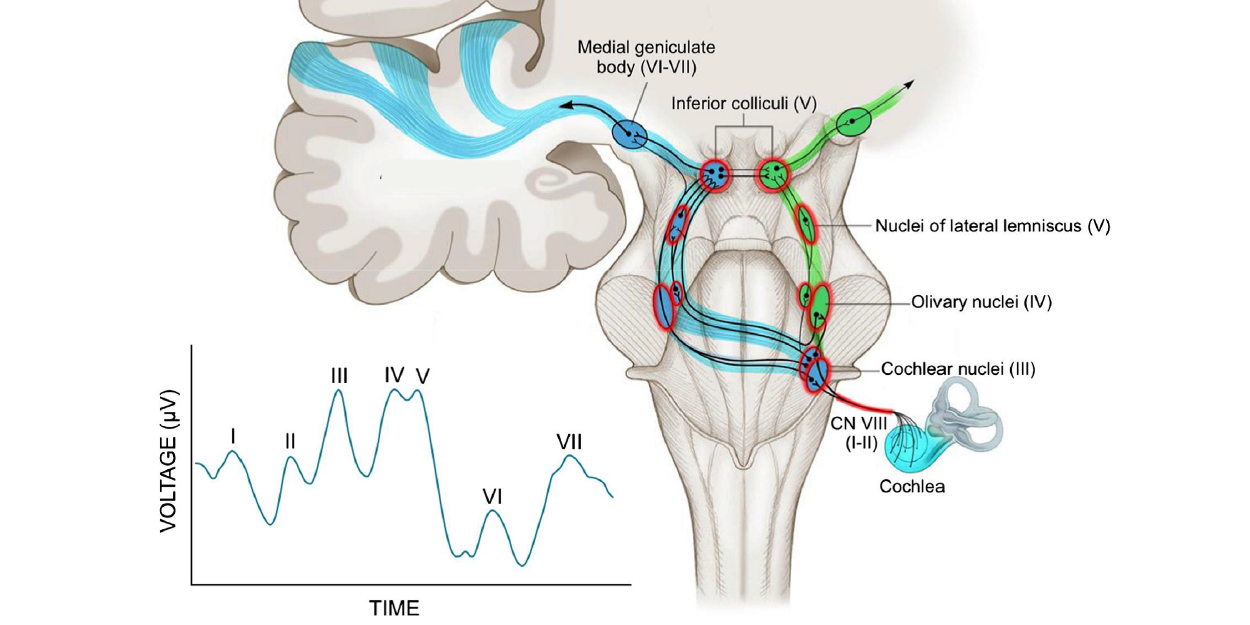 Medial geniculate
body (VI-VII)
Inferior colliculi (V)
Nuclei of lateral lemniscus (V)
Olivary nuclei (IV)
Cochlear nuclei (III)
CN VIII
(I-II)
Cochlea
VOLTAGE (μV)
I
II
III
IV
V
VI
VII
TIME